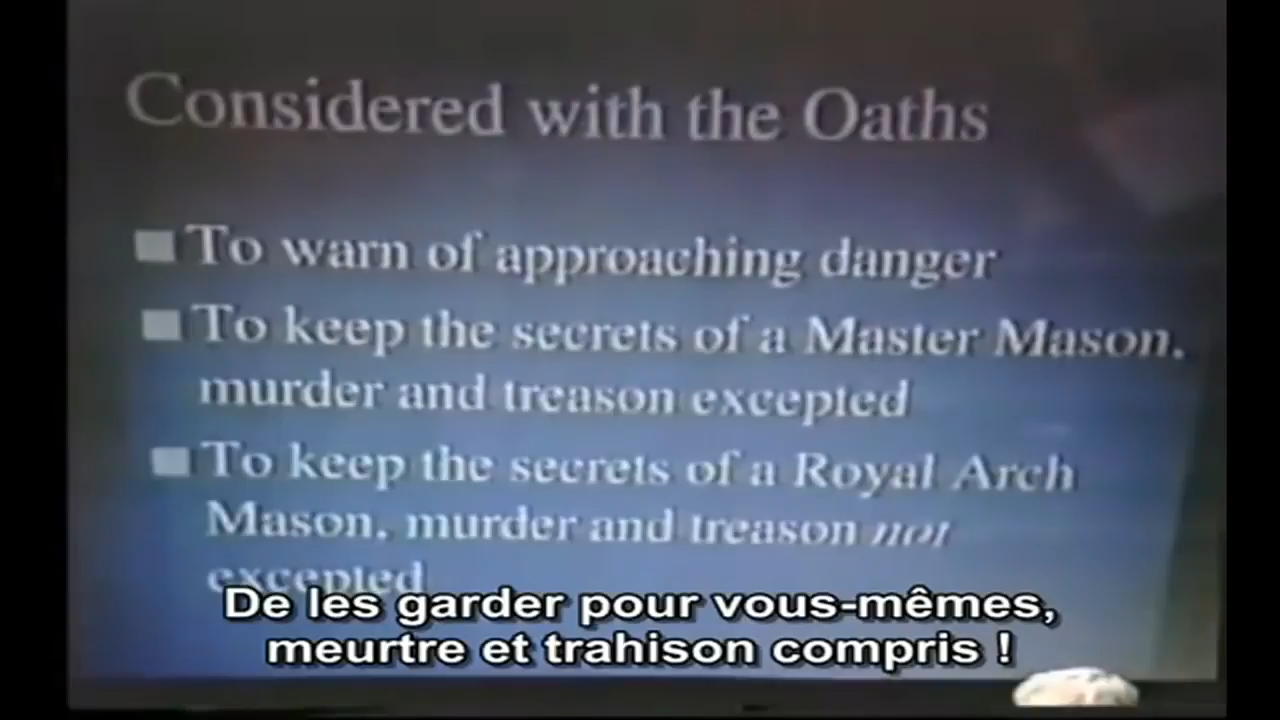 Considered with the Oaths
To warn of approaching danger
To keep the secrets of a Master Mason,
murder and treason excepted
To keep the secrets of a Royal Arch
Mason, murder and treason not
excepted
De les garder pour vous-mêmes,
meurtre et trahison compris !